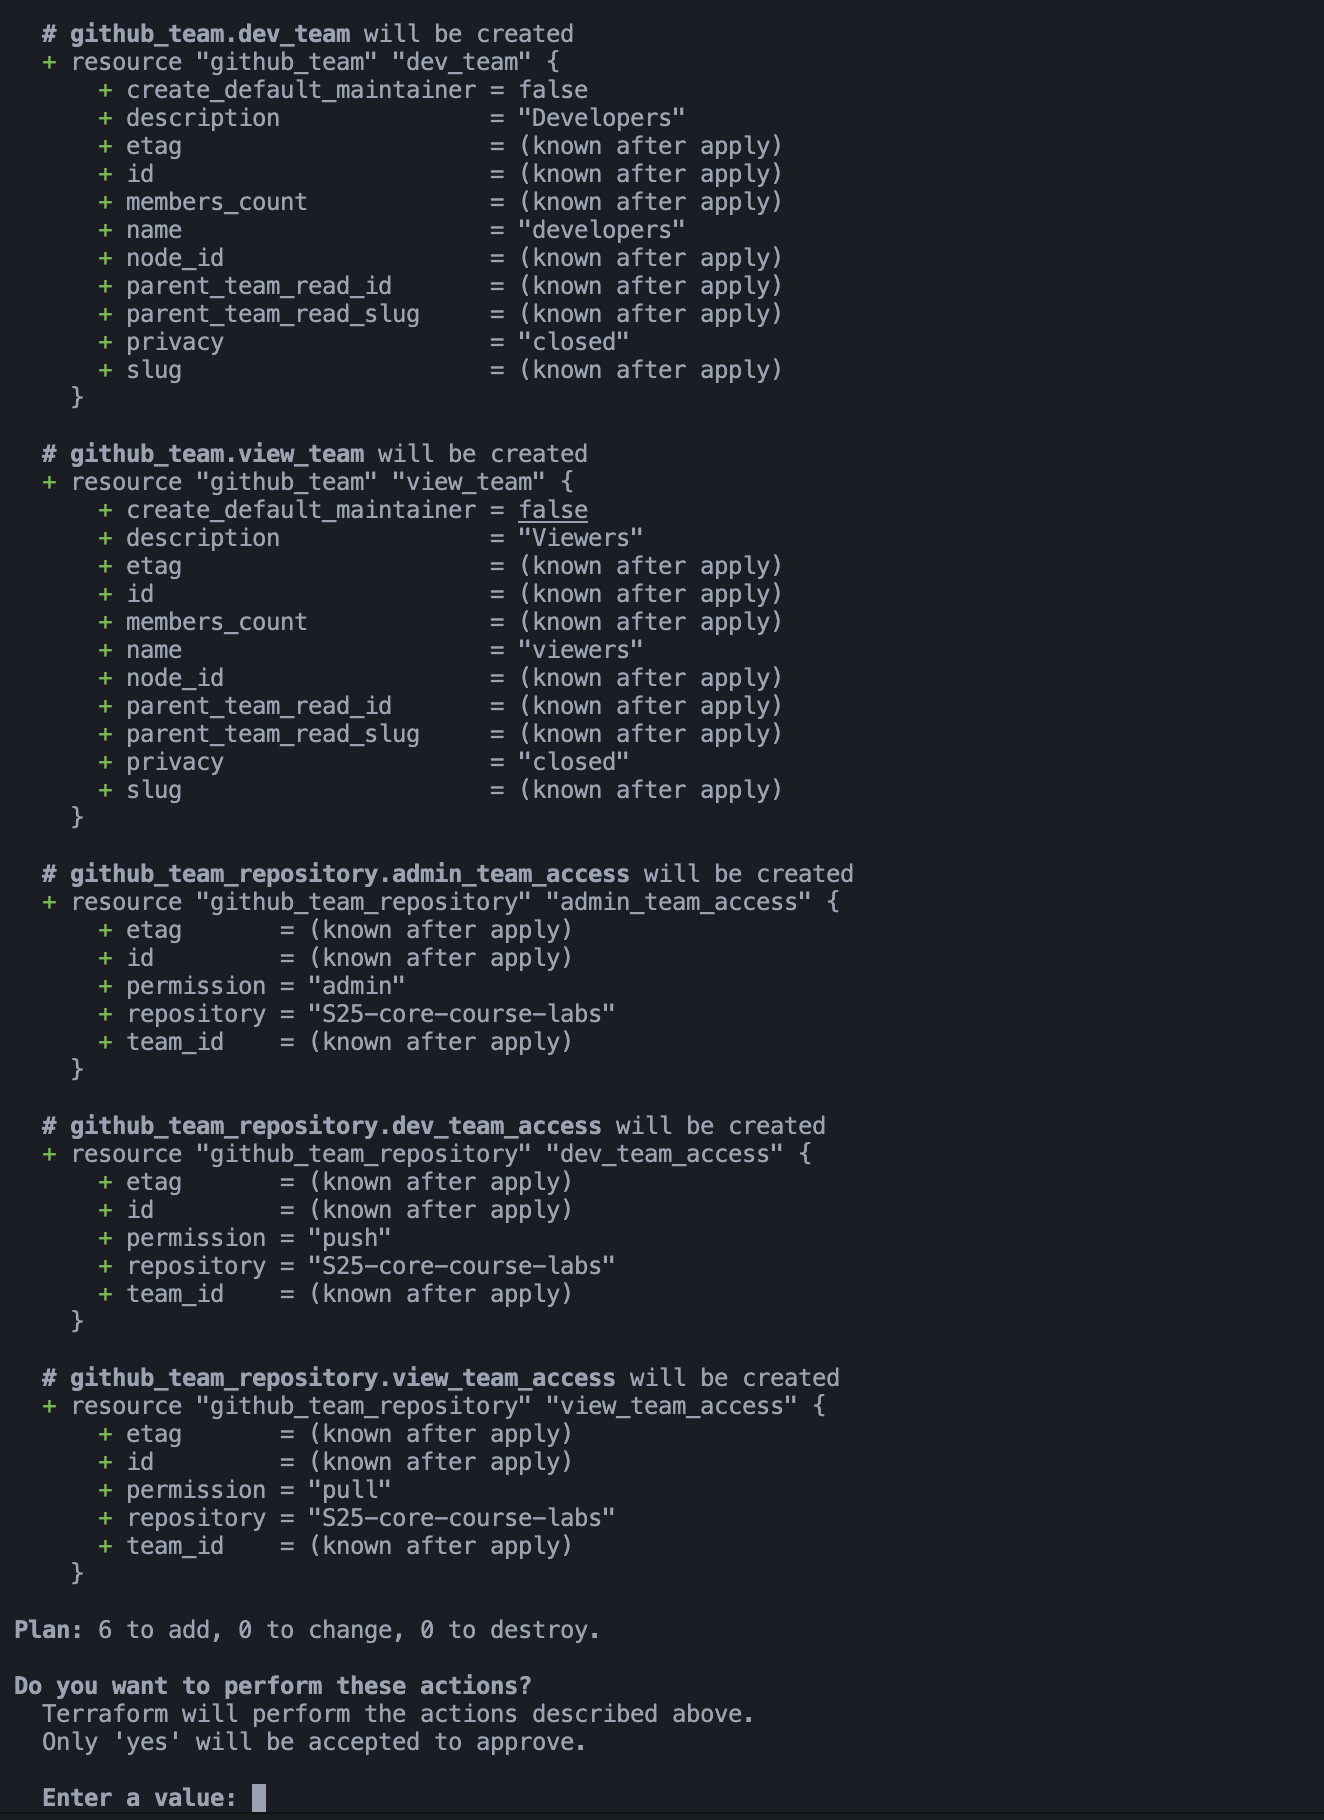 # github_team.dev_team will be created
+ resource "github_team" "dev_team" {
+ create_default_maintainer = false
+ description = "Developers"
+ etag = (known after apply)
+ id = (known after apply)
+ members_count = (known after apply)
+ name = "developers"
+ node_id = (known after apply)
+ parent_team_read_id = (known after apply)
+ parent_team_read_slug = (known after apply)
+ privacy = "closed"
+ slug = (known after apply)
}
# github_team.view_team will be created
+ resource "github_team" "view_team" {
+ create_default_maintainer = false
+ description = "Viewers"
+ etag = (known after apply)
+ id = (known after apply)
+ members_count = (known after apply)
+ name = "viewers"
+ node_id = (known after apply)
+ parent_team_read_id = (known after apply)
+ parent_team_read_slug = (known after apply)
+ privacy = "closed"
+ slug = (known after apply)
}
# github_team_repository.admin_team_access will be created
+ resource "github_team_repository" "admin_team_access" {
+ etag = (known after apply)
+ id = (known after apply)
+ permission = "admin"
+ repository = "S25-core-course-labs"
+ team_id = (known after apply)
}
# github_team_repository.dev_team_access will be created
+ resource "github_team_repository" "dev_team_access" {
+ etag = (known after apply)
+ id = (known after apply)
+ permission = "push"
+ repository = "S25-core-course-labs"
+ team_id = (known after apply)
}
# github_team_repository.view_team_access will be created
+ resource "github_team_repository" "view_team_access" {
+ etag = (known after apply)
+ id = (known after apply)
+ permission = "pull"
+ repository = "S25-core-course-labs"
+ team_id = (known after apply)
}
Plan: 6 to add, 0 to change, 0 to destroy.
Do you want to perform these actions?
Terraform will perform the actions described above.
Only 'yes' will be accepted to approve.
Enter a value: